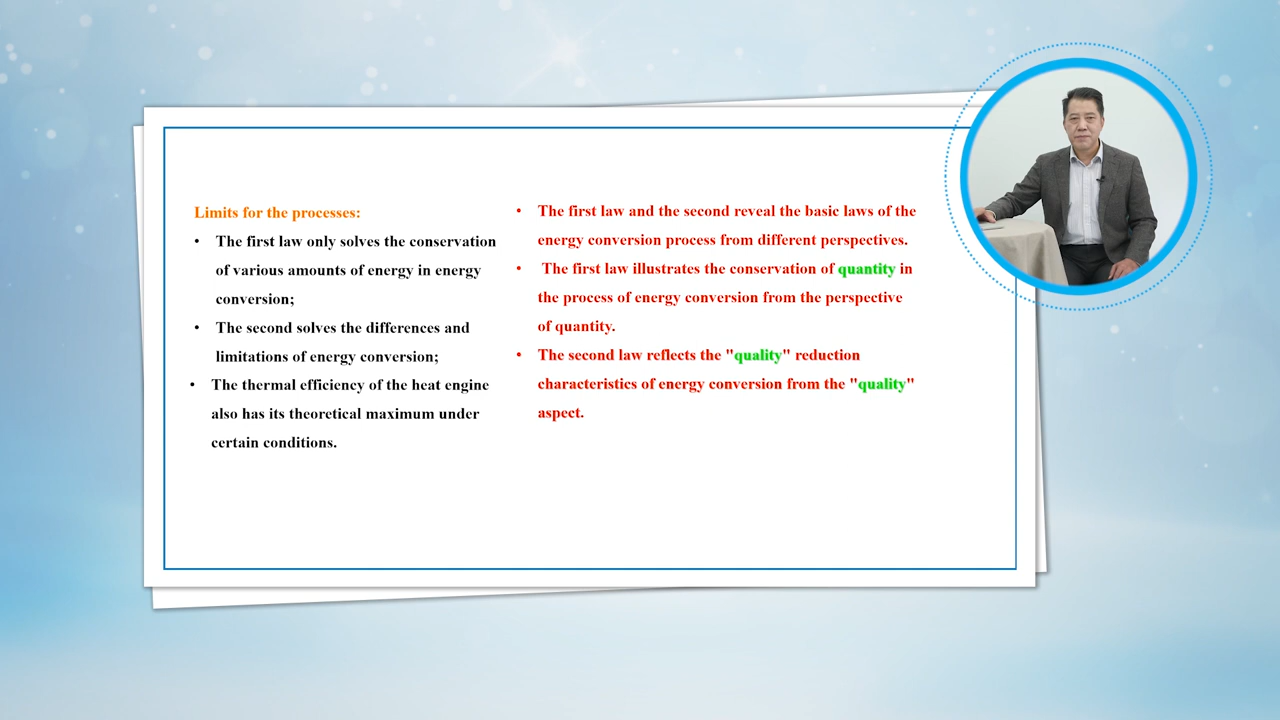 Limits for the processes:
• The first law only solves the conservation
of various amounts of energy in energy
conversion;
• The second solves the differences and
limitations of energy conversion;
• The thermal efficiency of the heat engine
also has its theoretical maximum under
certain conditions.
• The first law and the second reveal the basic laws of the
energy conversion process from different perspectives.
• The first law illustrates the conservation of quantity in
the process of energy conversion from the perspective
of quantity.
• The second law reflects the "quality" reduction
characteristics of energy conversion from the "quality"
aspect.